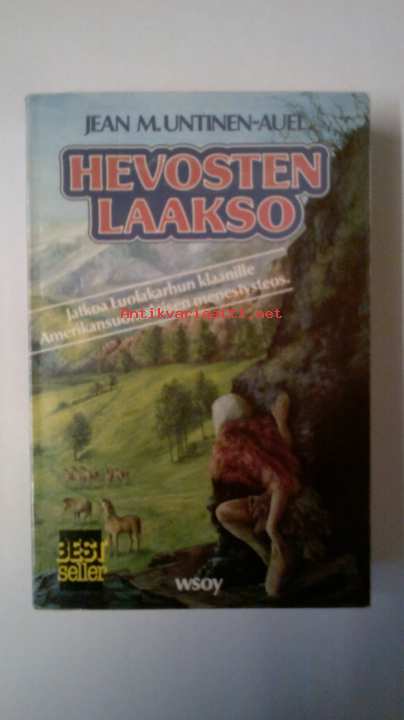 JEAN M. UNTINEN-AUEL
HEVOSTEN
LAAKSO
Jatkoa Luolakarhun klaanille
Amerikansuomalaisen menestysteos.
Antikvariaatti.net
BEST
seller
wsoy